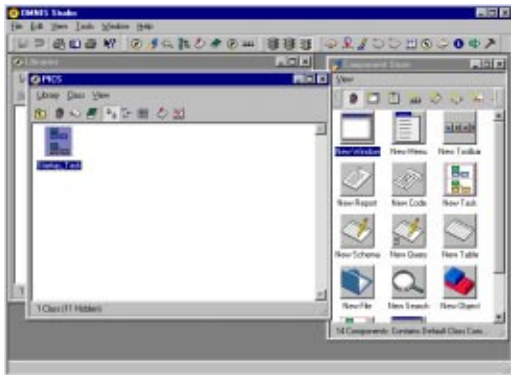 OMNIS Studio
File Edit View Tools Window Help
Libraries
PICS
Library Class View
Startup_Task
1 Class (11 Hidden)
Component Store
View
New Window New Menu New Toolbar
New Report New Code New Task
New Schema New Query New Table
New File New Search New Object
14 Components: Contains Default Class Com...